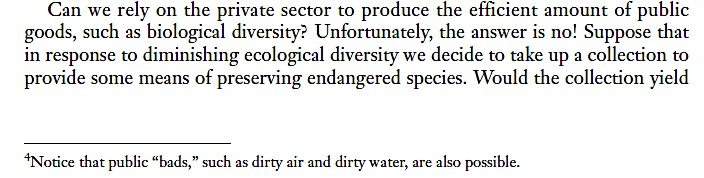 Can we rely on the private sector to produce the efficient amount of public
goods, such as biological diversity? Unfortunately, the answer is no! Suppose that
in response to diminishing ecological diversity we decide to take up a collection to
provide some means of preserving endangered species. Would the collection yield
⁴Notice that public “bads,” such as dirty air and dirty water, are also possible.